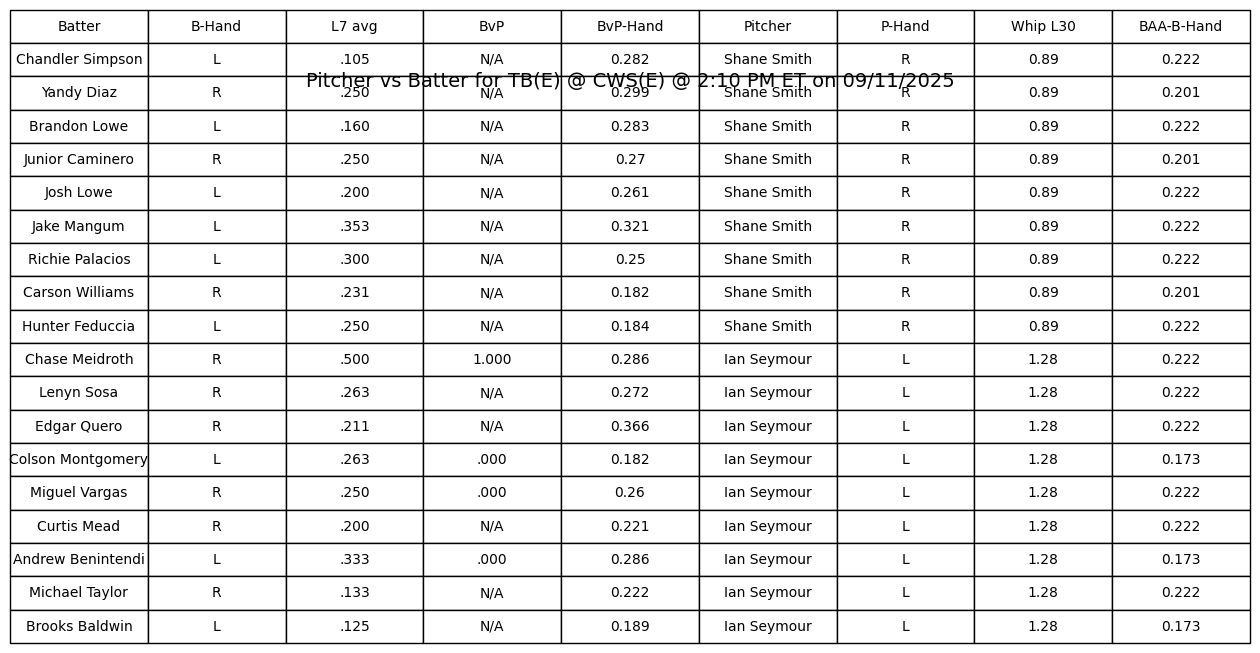 Batter B-Hand L7 avg BvP BvP-Hand Pitcher P-Hand Whip L30 BAA-B-Hand
Chandler Simpson L .105 N/A 0.282 Shane Smith R 0.89 0.222
Pitcher vs Batter for TB(E) @ CWS(E) @ 2:10 PM ET on 09/11/2025
Yandy Diaz R .250 N/A 0.299 Shane Smith R 0.89 0.201
Brandon Lowe L .160 N/A 0.283 Shane Smith R 0.89 0.222
Junior Caminero R .250 N/A 0.27 Shane Smith R 0.89 0.201
Josh Lowe L .200 N/A 0.261 Shane Smith R 0.89 0.222
Jake Mangum L .353 N/A 0.321 Shane Smith R 0.89 0.222
Richie Palacios L .300 N/A 0.25 Shane Smith R 0.89 0.222
Carson Williams R .231 N/A 0.182 Shane Smith R 0.89 0.201
Hunter Feduccia L .250 N/A 0.184 Shane Smith R 0.89 0.222
Chase Meidroth R .500 1.000 0.286 Ian Seymour L 1.28 0.222
Lenyn Sosa R .263 N/A 0.272 Ian Seymour L 1.28 0.222
Edgar Quero R .211 N/A 0.366 Ian Seymour L 1.28 0.222
Colson Montgomery L .263 .000 0.182 Ian Seymour L 1.28 0.173
Miguel Vargas R .250 .000 0.26 Ian Seymour L 1.28 0.222
Curtis Mead R .200 N/A 0.221 Ian Seymour L 1.28 0.222
Andrew Benintendi L .333 .000 0.286 Ian Seymour L 1.28 0.173
Michael Taylor R .133 N/A 0.222 Ian Seymour L 1.28 0.222
Brooks Baldwin L .125 N/A 0.189 Ian Seymour L 1.28 0.173